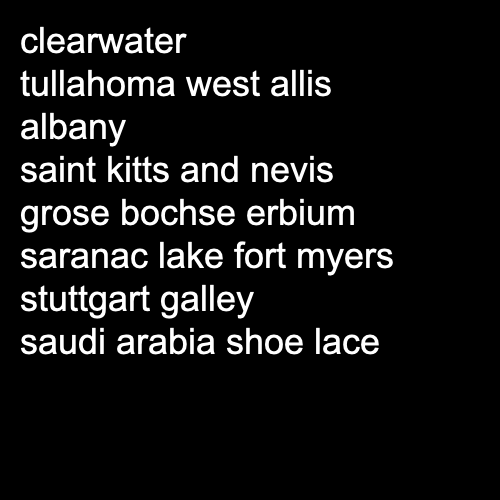 clearwater
tullahoma west allis
albany
saint kitts and nevis
grose bochse erbium
saranac lake fort myers
stuttgart galley
saudi arabia shoe lace